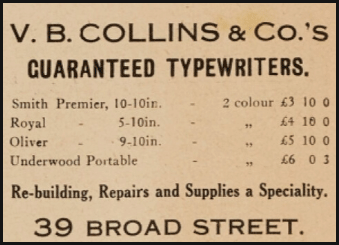 V. B. COLLINS & CO.'S
GUARANTEED TYPEWRITERS.
Smith Premier, 10-10in. - 2 colour £3 10 0
Royal - 5-10in. - „ £4 10 0
Oliver - 9-10in. - „ £5 10 0
Underwood Portable - „ £6 0 3
Re-building, Repairs and Supplies a Speciality.
39 BROAD STREET.